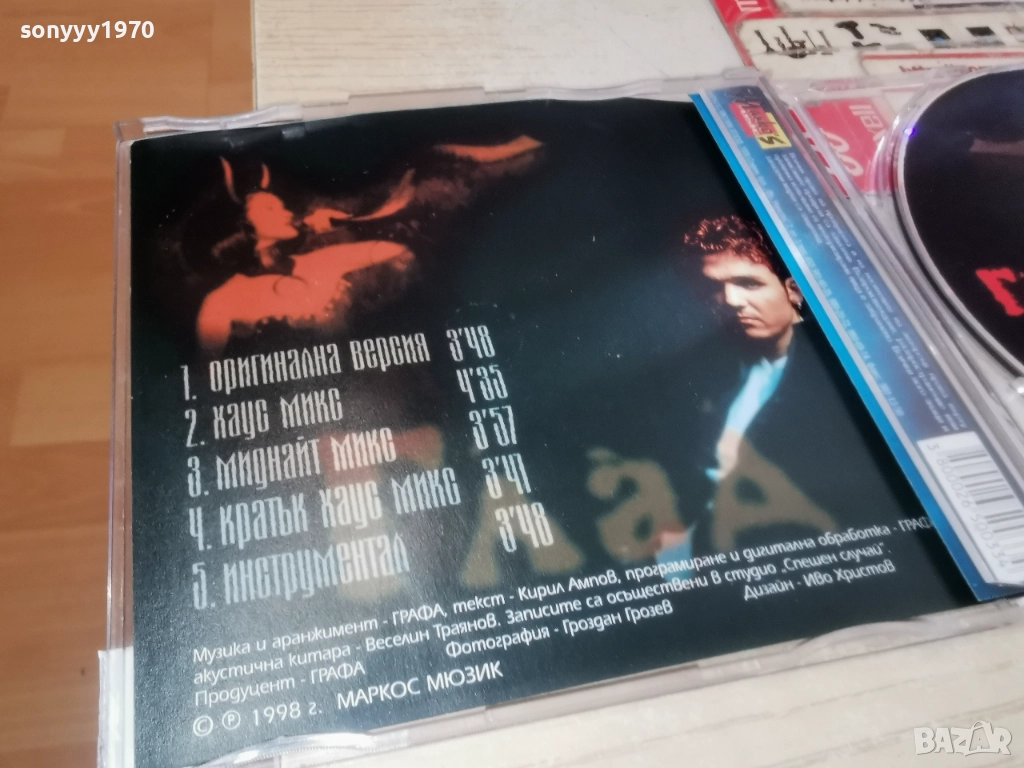 sonyyy1970
1. ОРИГИНАЛНА ВЕРСИЯ 3'48
2. ХАУС МИКС 4'35
3. МИДНАЙТ МИКС 3'57
4. КРАТЪК ХАУС МИКС 3'41
5. ИНСТРУМЕНТАЛ 3'48
ГЛАД
Музика и аранжимент - ГРАФА, текст - Кирил Ампов, програмиране и дигитална обработка - ГРАФА
акустична китара - Веселин Траянов. Записите са осъществени в студио „Спешен случай".
Продуцент - ГРАФА Фотография - Гроздан Грозев Дизайн - Иво Христов
© ℗ 1998 г. МАРКОС МЮЗИК
BAZAR